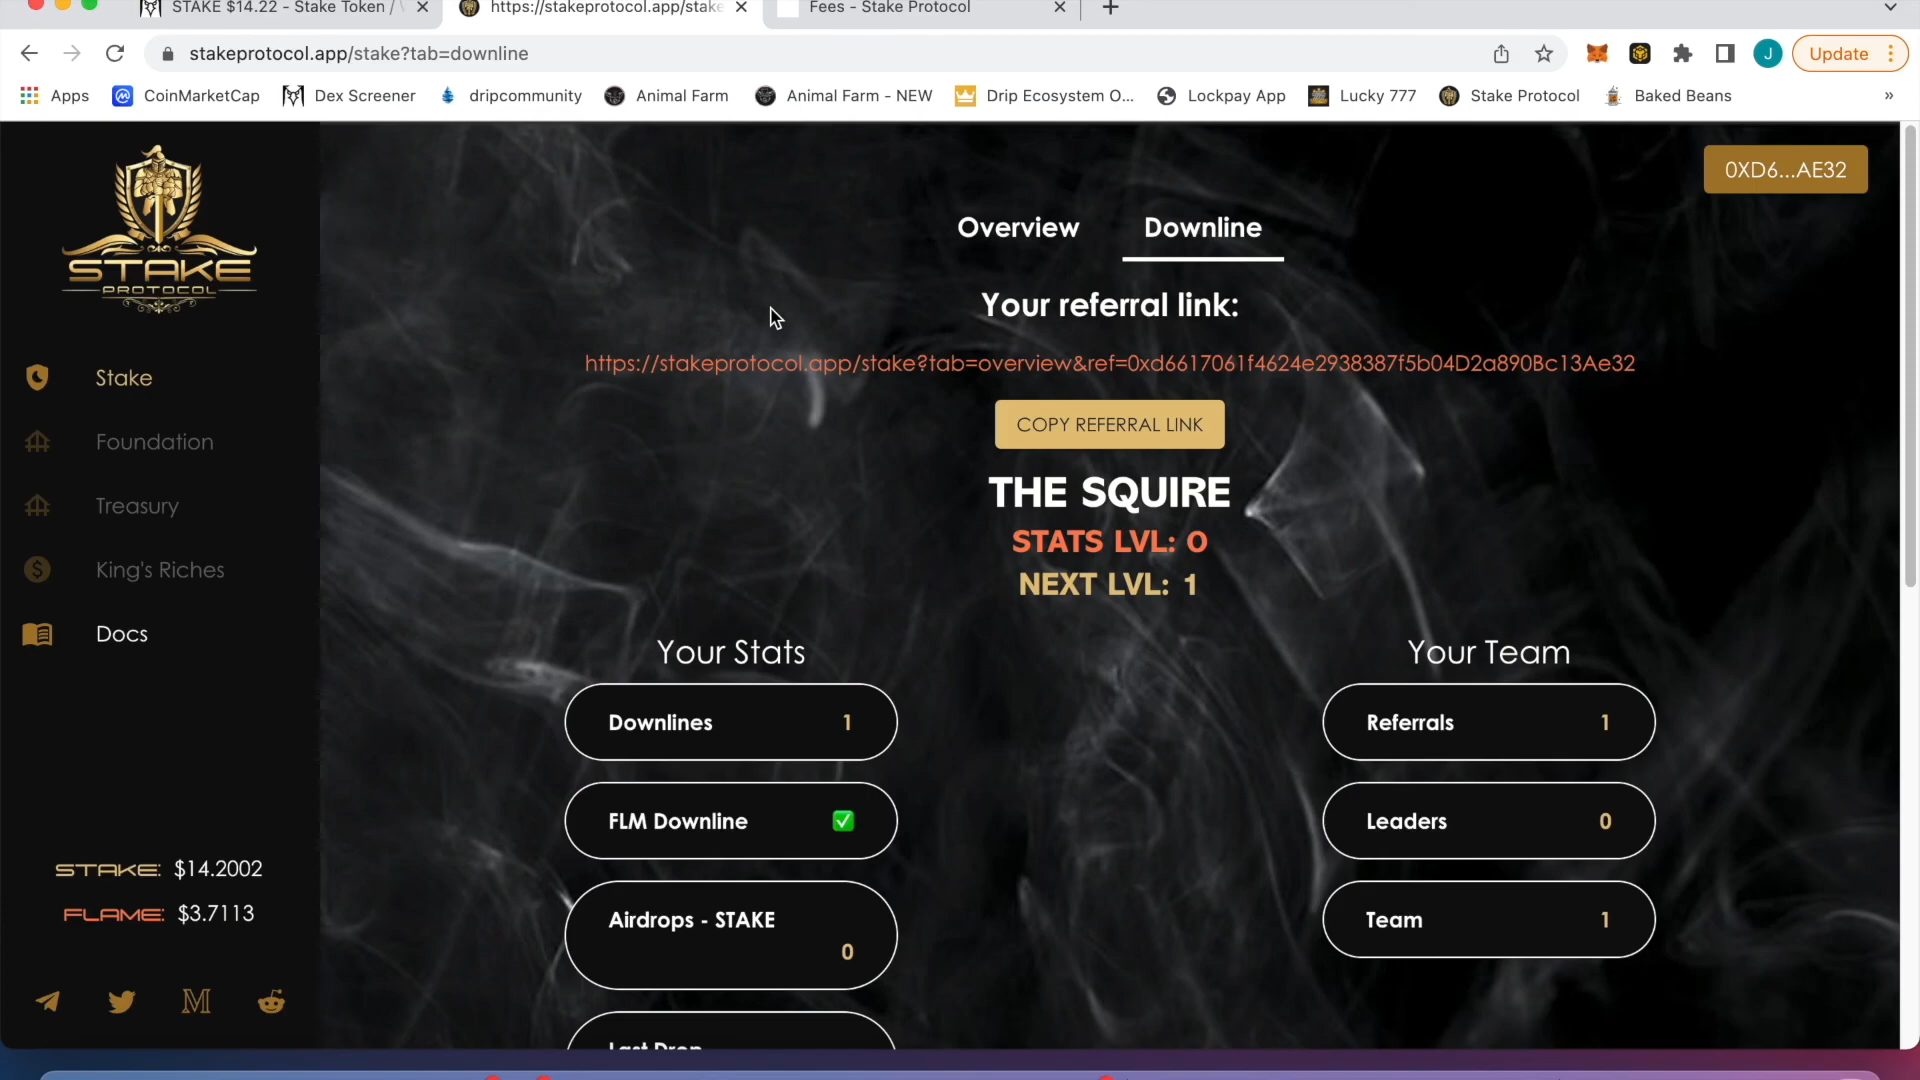 STAKE $14.22 - Stake Token /
https://stakeprotocol.app/stake
Fees - Stake Protocol
stakeprotocol.app/stake?tab=downline
J
Update
Apps
CoinMarketCap
Dex Screener
dripcommunity
Animal Farm
Animal Farm - NEW
Drip Ecosystem O...
Lockpay App
Lucky 777
Stake Protocol
Baked Beans
»
STAKE
PROTOCOL
0XD6...AE32
Overview
Downline
Your referral link:
https://stakeprotocol.app/stake?tab=overview&ref=0xd6617061f4624e2938387f5b04D2a890Bc13Ae32
COPY REFERRAL LINK
THE SQUIRE
STATS LVL: 0
NEXT LVL: 1
Stake
Foundation
Treasury
King's Riches
Docs
Your Stats
Downlines 1
FLM Downline
Airdrops - STAKE
0
Last Drop
Your Team
Referrals 1
Leaders 0
Team 1
STAKE: $14.2002
FLAME: $3.7113